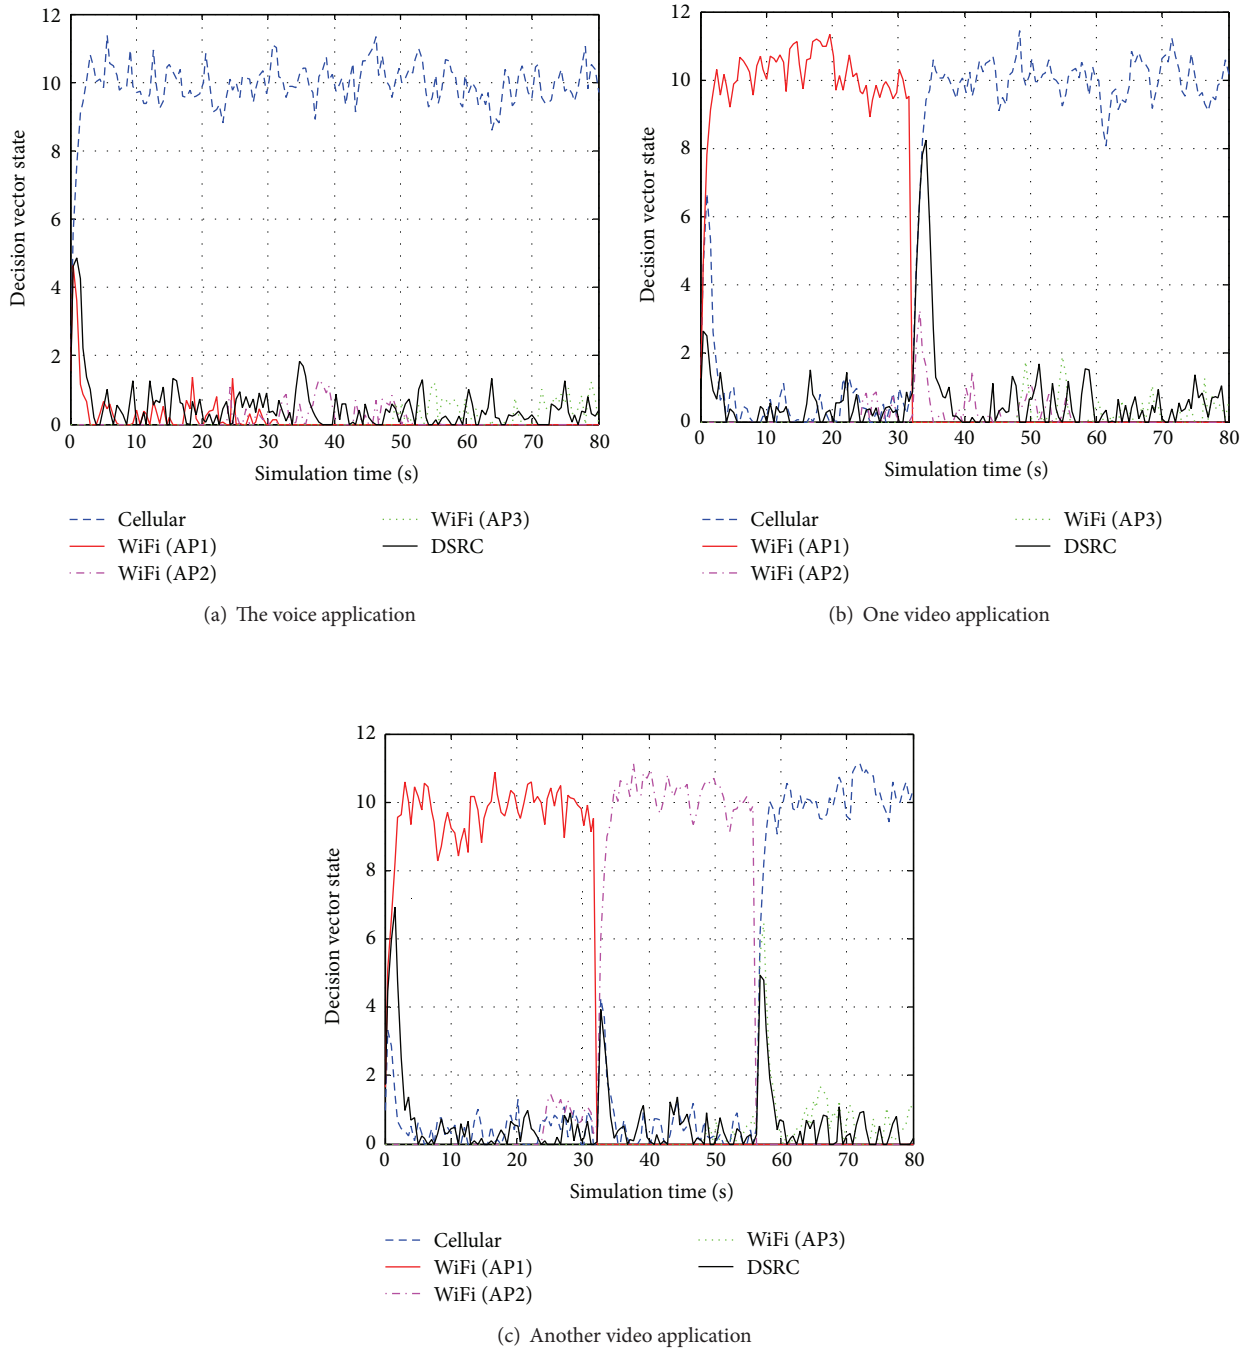 12
10
8
6
4
2
0
Decision vector state
0 10 20 30 40 50 60 70 80
Simulation time (s)
Cellular
WiFi (AP1)
WiFi (AP2)
WiFi (AP3)
DSRC
(a) The voice application
12
10
8
6
4
2
0
Decision vector state
0 10 20 30 40 50 60 70 80
Simulation time (s)
Cellular
WiFi (AP1)
WiFi (AP2)
WiFi (AP3)
DSRC
(b) One video application
12
10
8
6
4
2
0
Decision vector state
0 10 20 30 40 50 60 70 80
Simulation time (s)
Cellular
WiFi (AP1)
WiFi (AP2)
WiFi (AP3)
DSRC
(c) Another video application